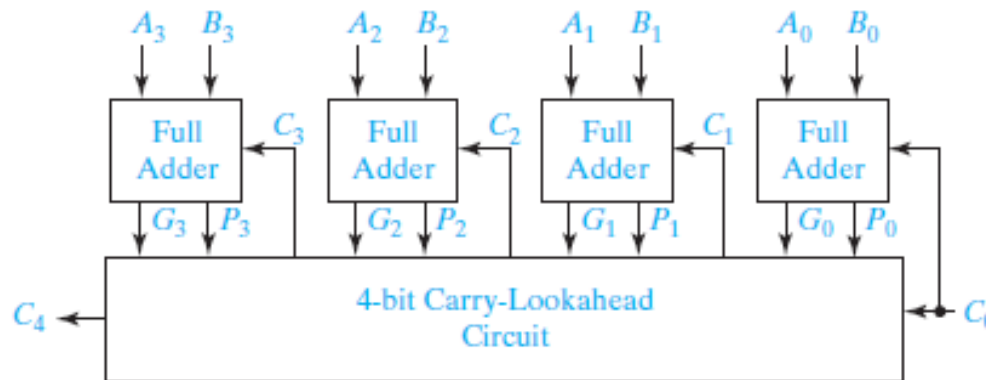 A₃ B₃ A₂ B₂ A₁ B₁ A₀ B₀
Full Adder C₃ Full Adder C₂ Full Adder C₁ Full Adder
G₃ P₃ G₂ P₂ G₁ P₁ G₀ P₀
4-bit Carry-Lookahead
Circuit
C₄ C₀